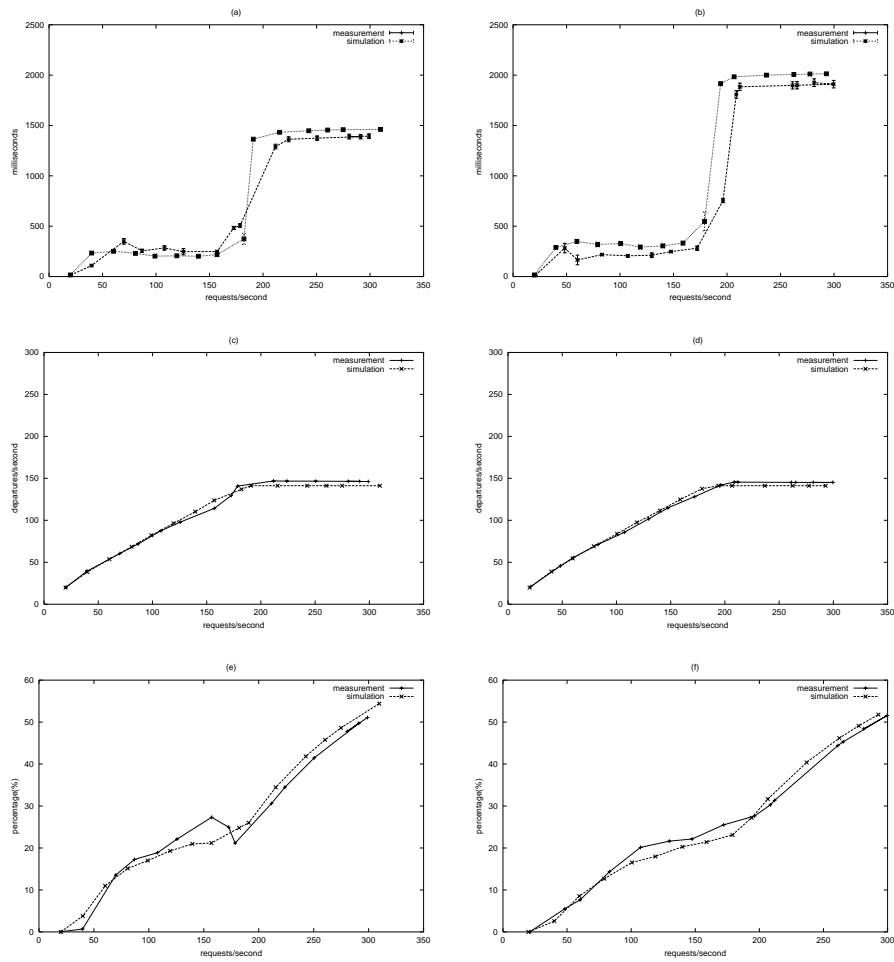 (a)
measurement
simulation
2500
2000
1500
1000
500
0
milliseconds
0 50 100 150 200 250 300 350
requests/second
(b)
measurement
simulation
2500
2000
1500
1000
500
0
milliseconds
0 50 100 150 200 250 300 350
requests/second
(c)
measurement
simulation
300
250
200
150
100
50
0
departures/second
0 50 100 150 200 250 300 350
requests/second
(d)
measurement
simulation
300
250
200
150
100
50
0
departures/second
0 50 100 150 200 250 300 350
requests/second
(e)
measurement
simulation
60
50
40
30
20
10
0
percentage(%)
0 50 100 150 200 250 300 350
requests/second
(f)
measurement
simulation
60
50
40
30
20
10
0
percentage(%)
0 50 100 150 200 250 300
requests/second